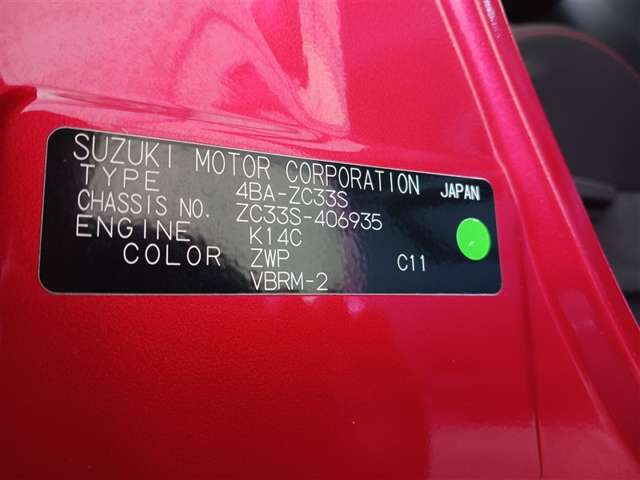 SUZUKI MOTOR CORPORATION JAPAN
TYPE 4BA-ZC33S
CHASSIS NO. ZC33S-406935
ENGINE K14C
COLOR ZWP C11
VBRM-2